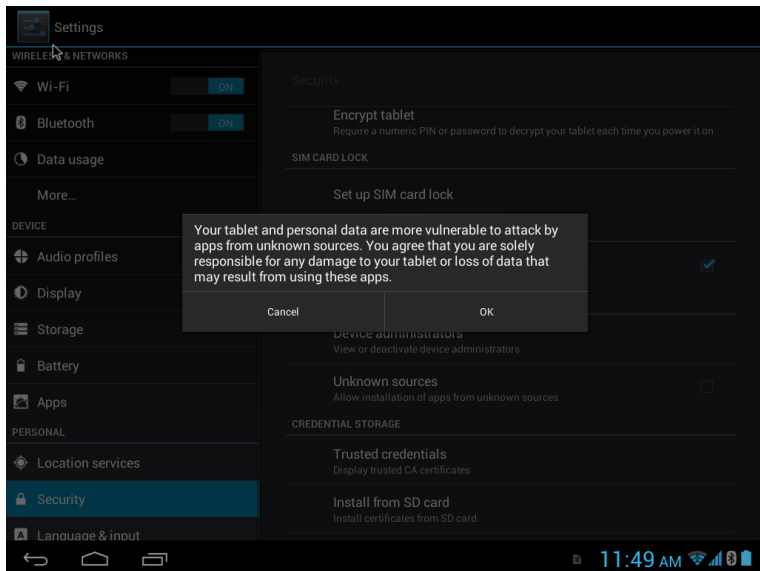 Settings
WIRELESS & NETWORKS
Wi-Fi
ON
Bluetooth
ON
Data usage
More...
DEVICE
Audio profiles
Display
Storage
Battery
Apps
PERSONAL
Location services
Security
Language & input
Security
Encrypt tablet
Require a numeric PIN or password to decrypt your tablet each time you power it on
SIM CARD LOCK
Set up SIM card lock
Your tablet and personal data are more vulnerable to attack by
apps from unknown sources. You agree that you are solely
responsible for any damage to your tablet or loss of data that
may result from using these apps.
Cancel
OK
Device administrators
View or deactivate device administrators
Unknown sources
Allow installation of apps from unknown sources
CREDENTIAL STORAGE
Trusted credentials
Display trusted CA certificates
Install from SD card
Install certificates from SD card
11:49 AM